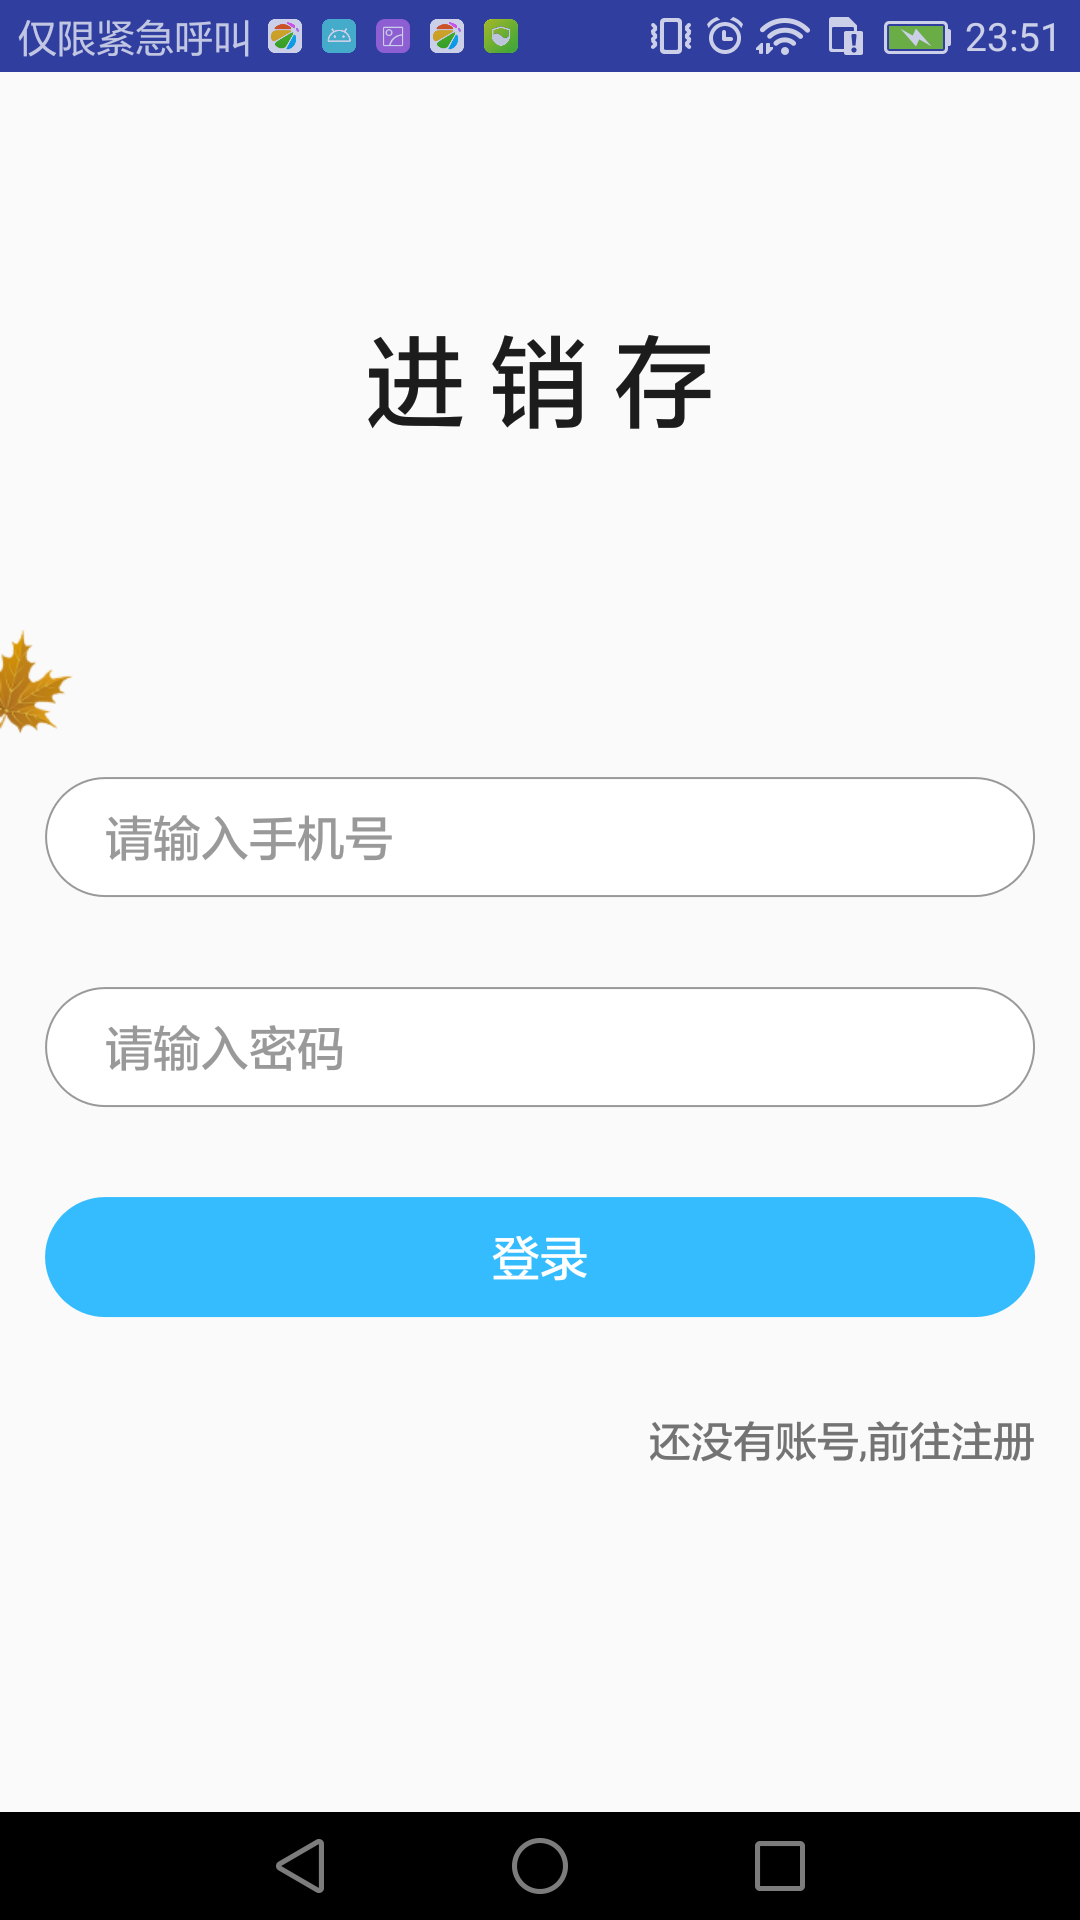 仅限紧急呼叫 23:51
进 销 存
请输入手机号
请输入密码
登录
还没有账号,前往注册